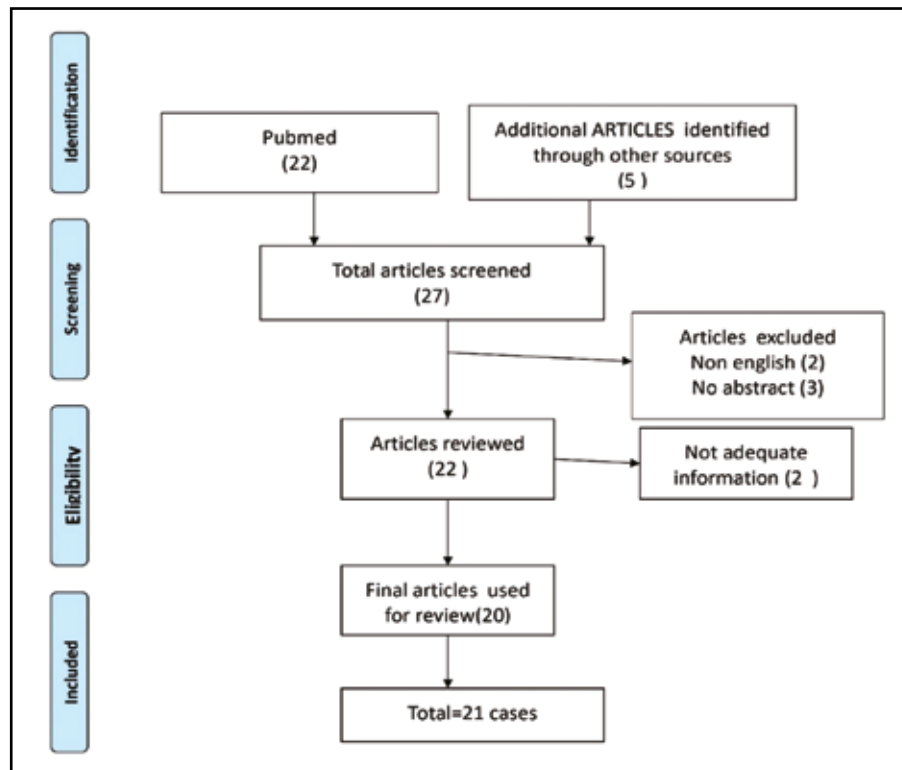 Identification
Pubmed
(22)
Additional ARTICLES identified
through other sources
(5 )
Screening
Total articles screened
(27)
Articles excluded
Non english (2)
No abstract (3)
Eligibility
Articles reviewed
(22 )
Not adequate
information (2 )
Included
Final articles used
for review(20)
Total=21 cases